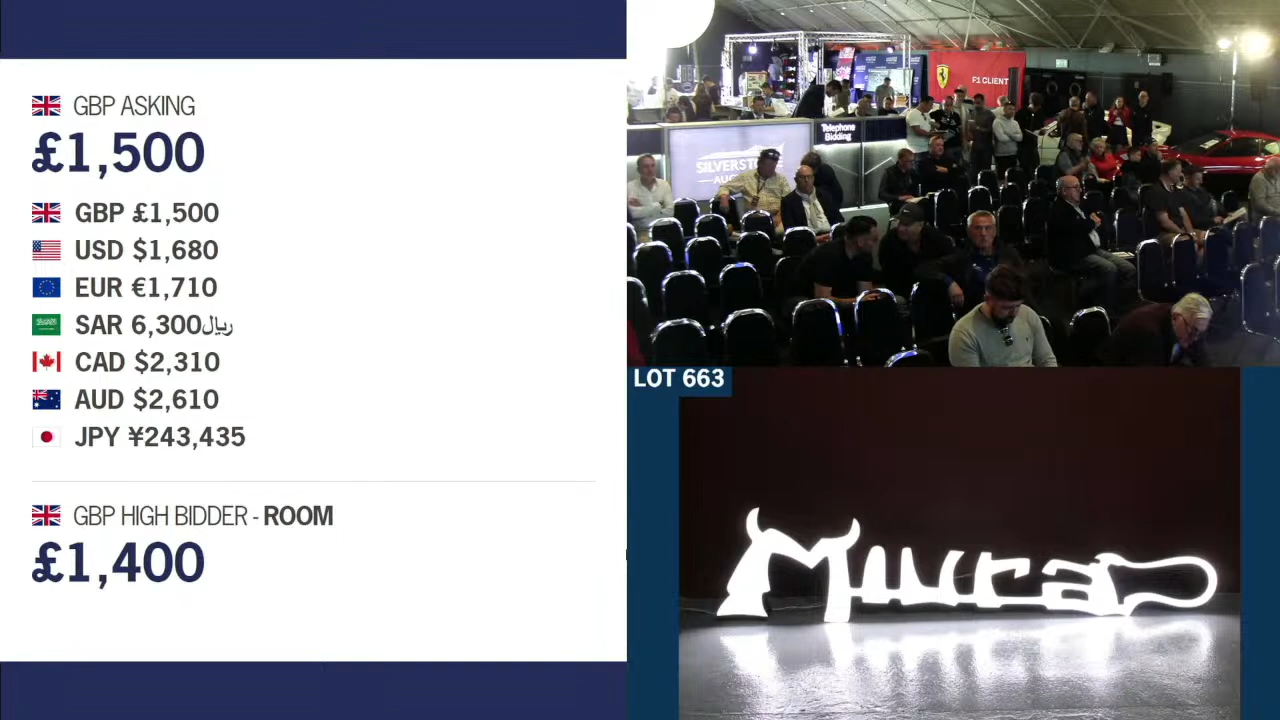 GBP ASKING
£1,500
GBP £1,500
USD $1,680
EUR €1,710
SAR 6,300ريال
CAD $2,310
AUD $2,610
JPY ¥243,435
GBP HIGH BIDDER - ROOM
£1,400
F1 CLIENT
Telephone
Bidding
LOT 663
Miura